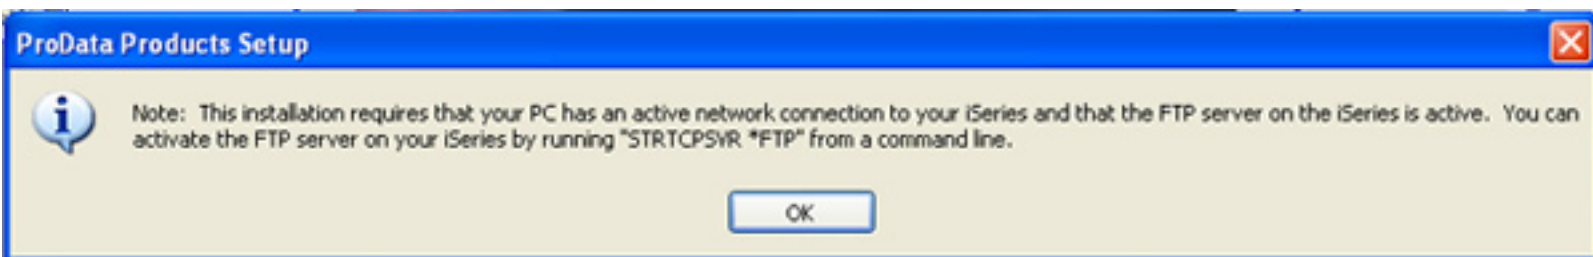 ProData Products Setup
Note:  This installation requires that your PC has an active network connection to your iSeries and that the FTP server on the iSeries is active.  You can
activate the FTP server on your iSeries by running "STRTCPSVR *FTP" from a command line.
OK